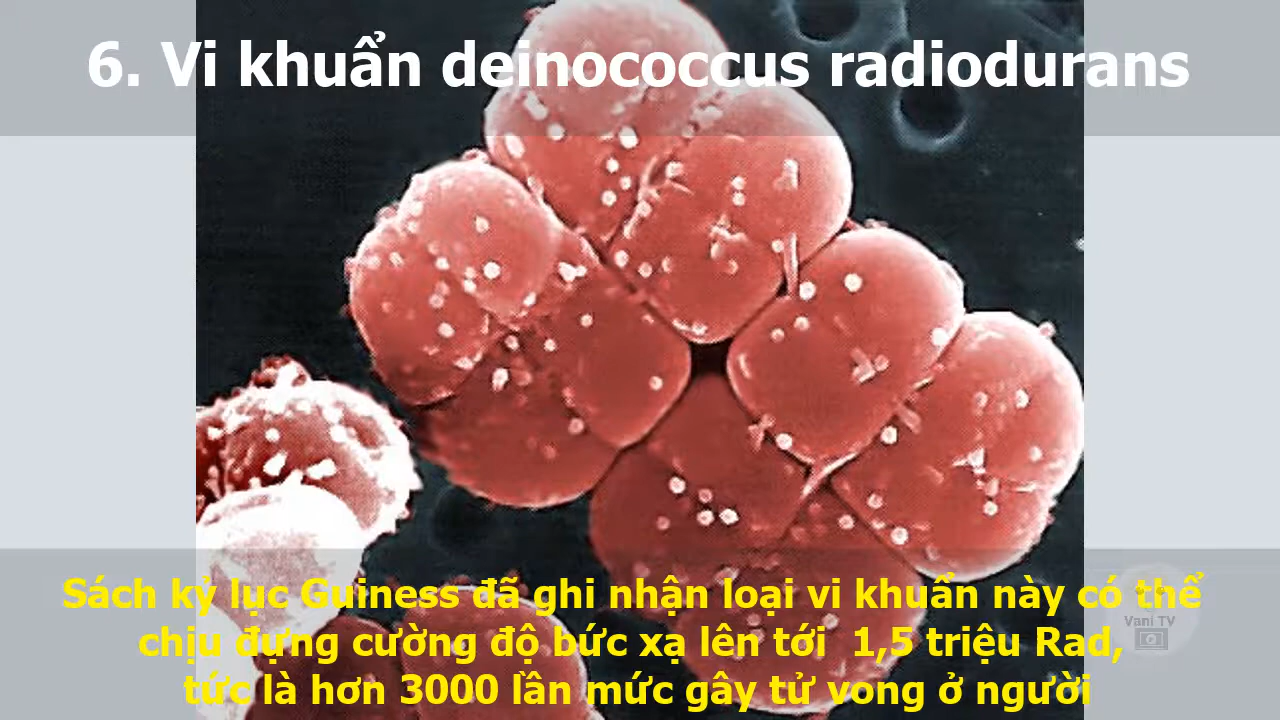 6. Vi khuẩn deinococcus radiodurans
Sách kỷ lục Guiness đã ghi nhận loại vi khuẩn này có thể
chịu đựng cường độ bức xạ lên tới 1,5 triệu Rad,
tức là hơn 3000 lần mức gây tử vong ở người
Vani TV